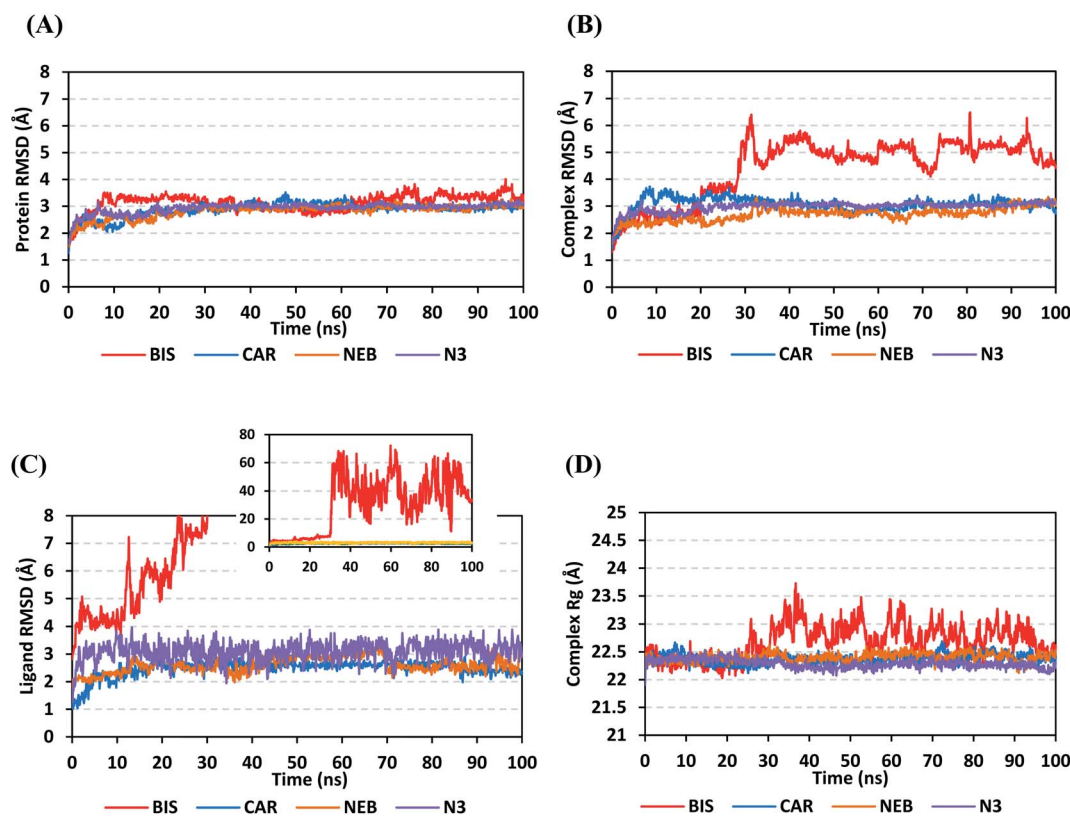 (A)
Protein RMSD (Å)
8
7
6
5
4
3
2
1
0
0 10 20 30 40 50 60 70 80 90 100
Time (ns)
BIS CAR NEB N3
(B)
Complex RMSD (Å)
8
7
6
5
4
3
2
1
0
0 10 20 30 40 50 60 70 80 90 100
Time (ns)
BIS CAR NEB N3
(C)
80
60
40
20
0
0 20 40 60 80 100
Ligand RMSD (Å)
8
7
6
5
4
3
2
1
0
0 10 20 30 40 50 60 70 80 90 100
Time (ns)
BIS CAR NEB N3
(D)
Complex Rg (Å)
25
24.5
23.5
23
22.5
22
21.5
21
0 10 20 30 40 50 60 70 80 90 100
Time (ns)
BIS CAR NEB N3